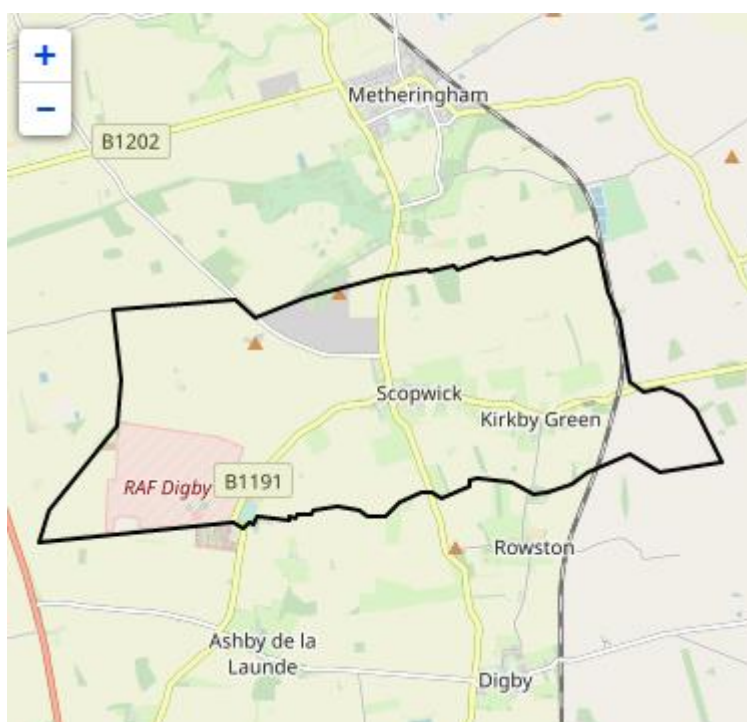 +
−
Metheringham
B1202
Scopwick
Kirkby Green
RAF Digby
B1191
Rowston
Ashby de la
Launde
Digby